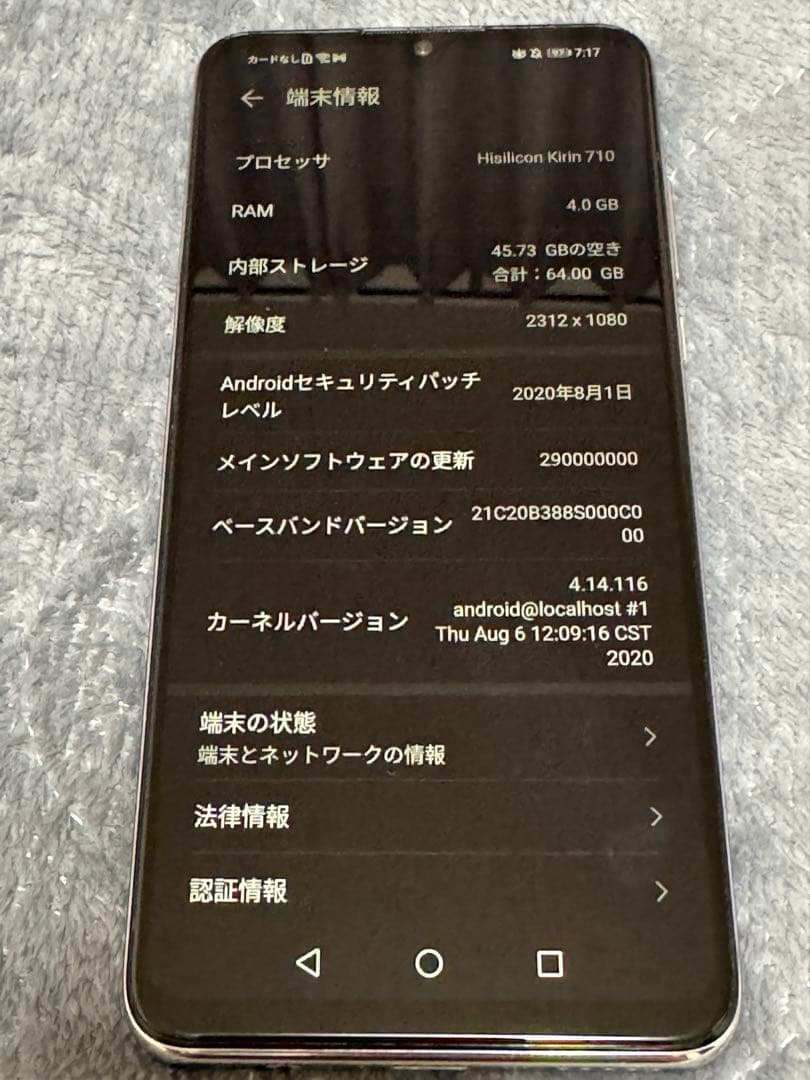 カードなし 7:17
← 端末情報
プロセッサ Hisilicon Kirin 710
RAM 4.0 GB
内部ストレージ 45.73 GBの空き
合計：64.00 GB
解像度 2312 x 1080
Androidセキュリティパッチ
レベル 2020年8月1日
メインソフトウェアの更新 290000000
ベースバンドバージョン 21C20B388S000C0
00
カーネルバージョン 4.14.116
android@localhost #1
Thu Aug 6 12:09:16 CST
2020
端末の状態
端末とネットワークの情報
法律情報
認証情報